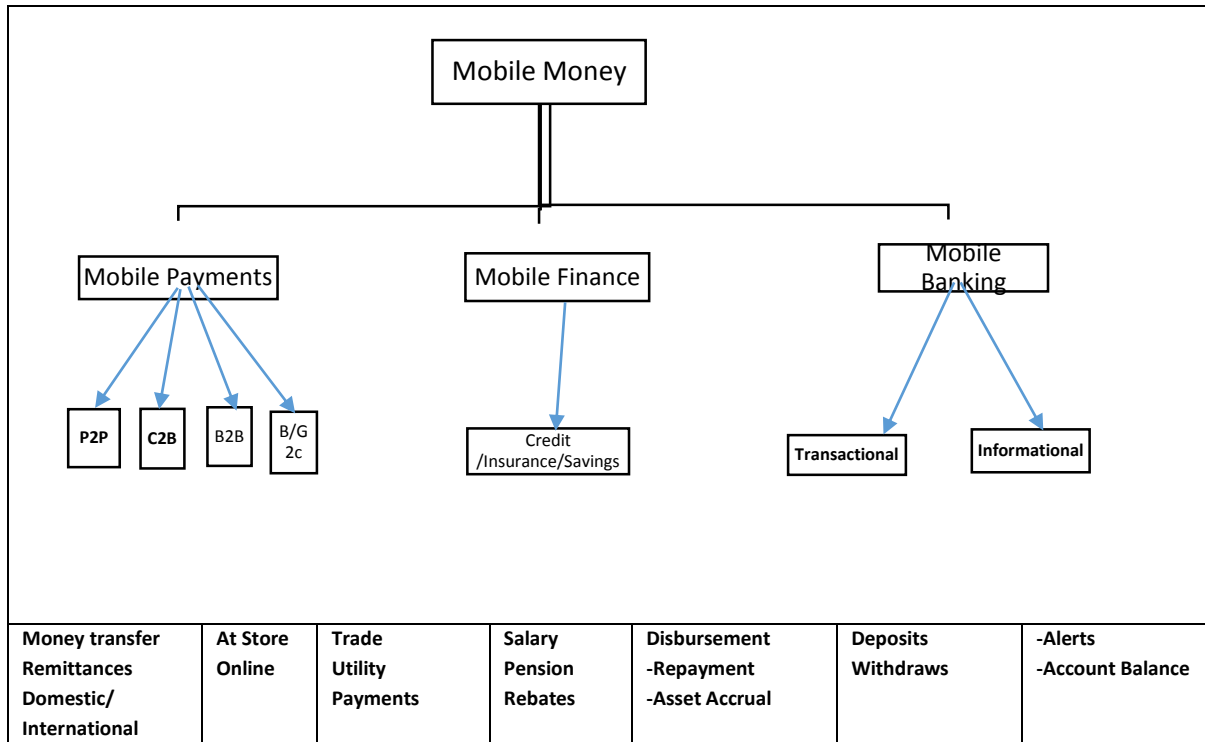 Mobile Money
Mobile Payments
Mobile Finance
Mobile
Banking
P2P
C2B
B2B
B/G
2c
Credit
/Insurance/Savings
Transactional
Informational
Money transfer
Remittances
Domestic/
International
At Store
Online
Trade
Utility
Payments
Salary
Pension
Rebates
Disbursement
-Repayment
-Asset Accrual
Deposits
Withdraws
-Alerts
-Account Balance